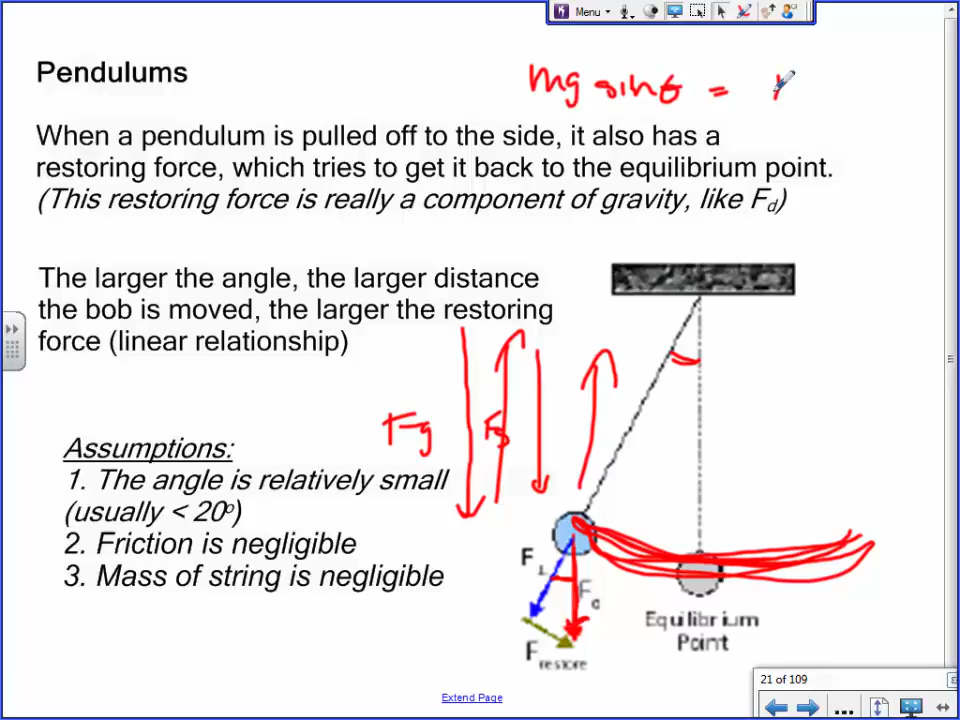 Menu
Pendulums
mg sinθ =
When a pendulum is pulled off to the side, it also has a
restoring force, which tries to get it back to the equilibrium point.
(This restoring force is really a component of gravity, like Fd)
The larger the angle, the larger distance
the bob is moved, the larger the restoring
force (linear relationship)
Fg
Assumptions:
1. The angle is relatively small
(usually < 20º)
2. Friction is negligible
3. Mass of string is negligible
F⊥
Equilibrium
Point
Frestore
21 of 109
Extend Page
...